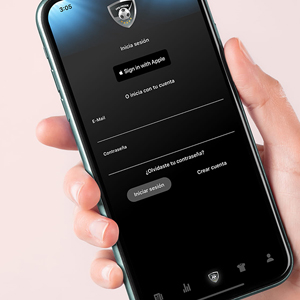 3:05
Inicia sesión
Sign in with Apple
O inicia con tu cuenta
E-Mail
Contraseña
¿Olvidaste tu contraseña?
Iniciar sesión
Crear cuenta